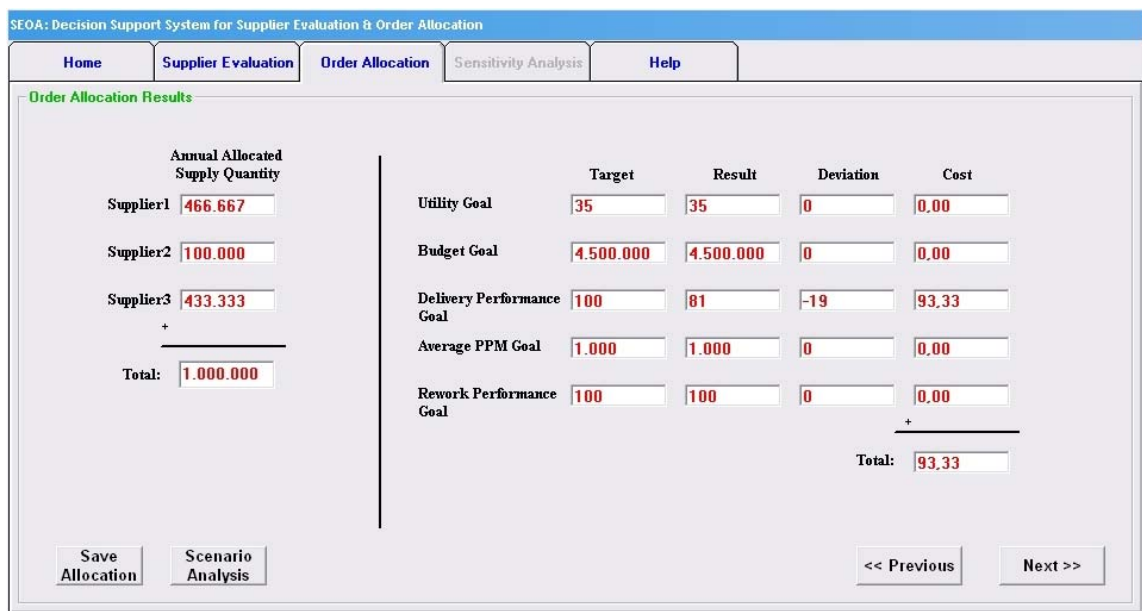 SEOA: Decision Support System for Supplier Evaluation & Order Allocation
Home Supplier Evaluation Order Allocation Sensitivity Analysis Help
Order Allocation Results
Annual Allocated
Supply Quantity
Supplier1 466.667
Supplier2 100.000
Supplier3 433.333
+
Total: 1.000.000
Target Result Deviation Cost
Utility Goal 35 35 0 0,00
Budget Goal 4.500.000 4.500.000 0 0,00
Delivery Performance 100 81 -19 93,33
Goal
Average PPM Goal 1.000 1.000 0 0,00
Rework Performance 100 100 0 0,00
Goal
+
Total: 93,33
Save
Allocation
Scenario
Analysis
<< Previous Next >>